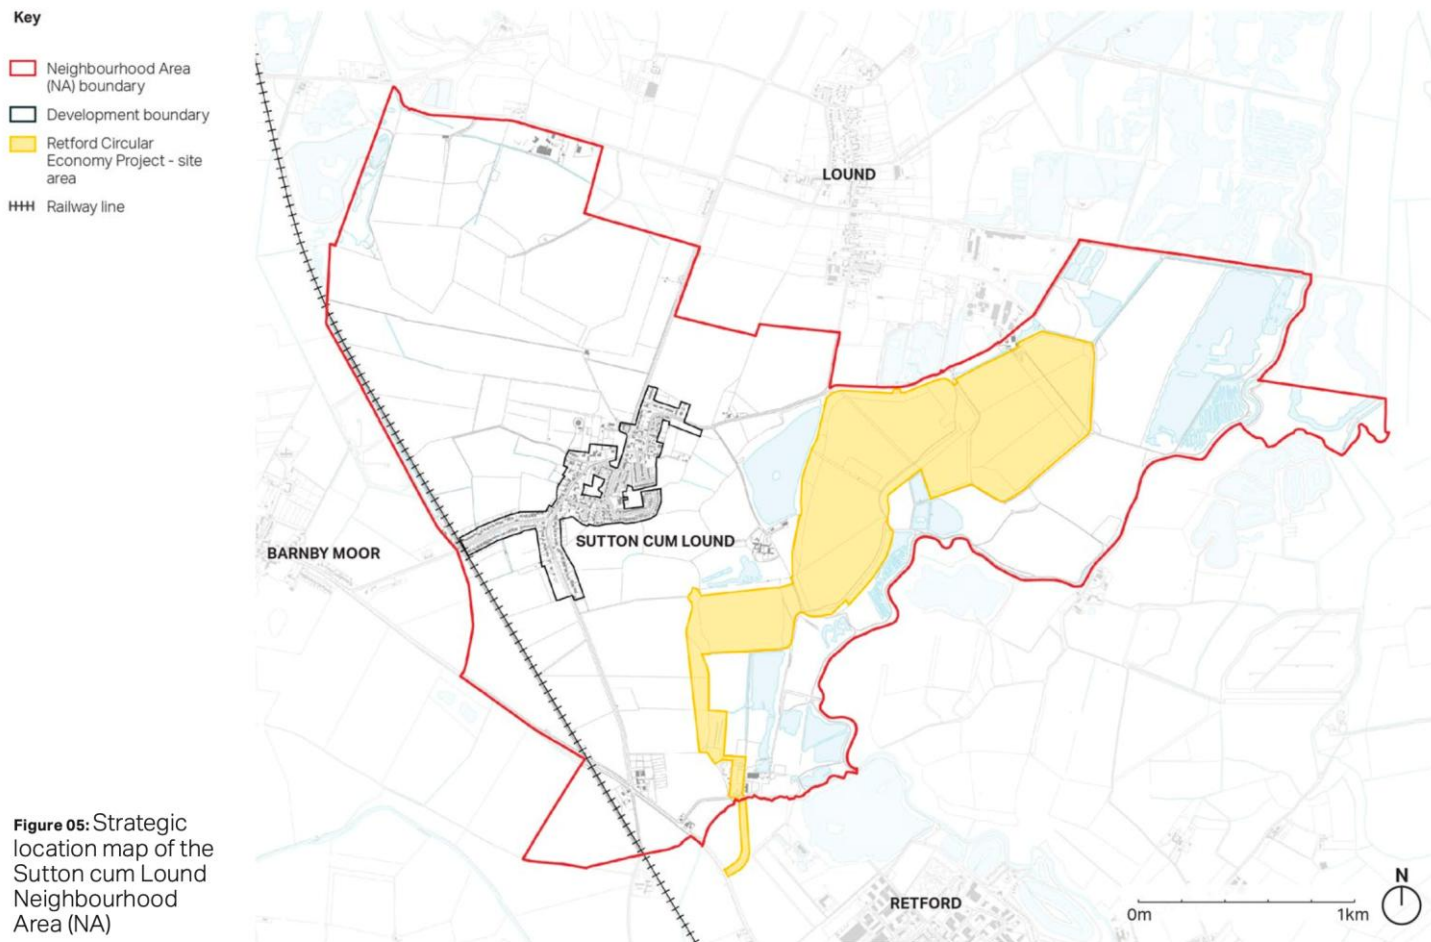 Key
Neighbourhood Area
(NA) boundary
Development boundary
Retford Circular
Economy Project - site
area
Railway line
LOUND
SUTTON CUM LOUND
BARNBY MOOR
RETFORD
N
0m
1km
Figure 05: Strategic
location map of the
Sutton cum Lound
Neighbourhood
Area (NA)